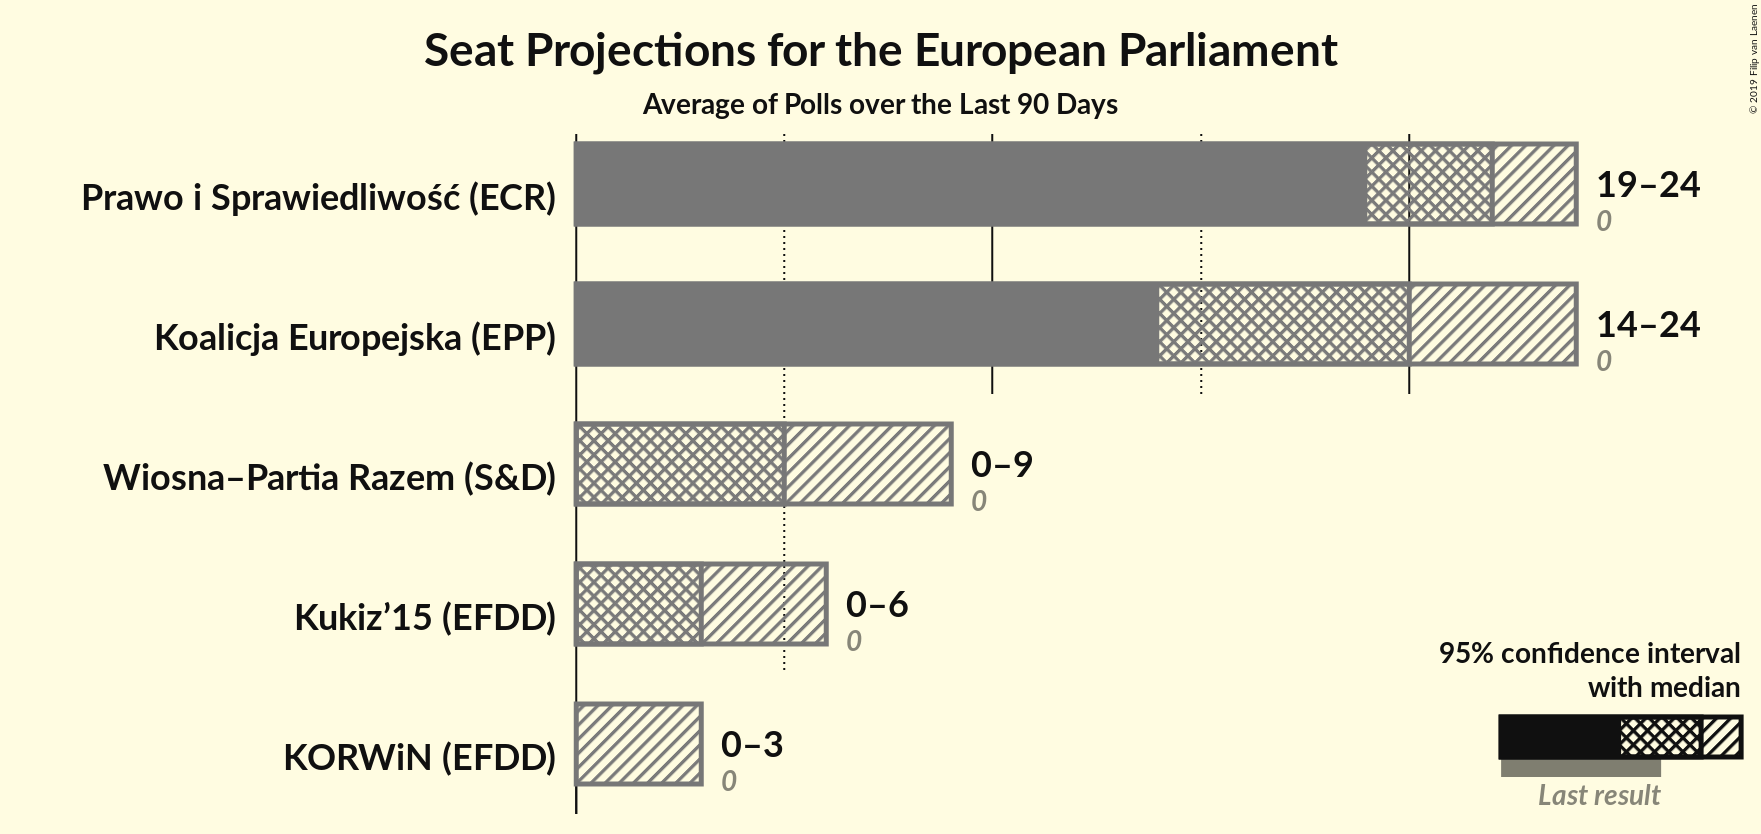 Seat Projections for the European Parliament
Average of Polls over the Last 90 Days
© 2019 Filip van Laenen
Prawo i Sprawiedliwość (ECR)
19–24
0
Koalicja Europejska (EPP)
14–24
0
Wiosna–Partia Razem (S&D)
0–9
0
Kukiz’15 (EFDD)
0–6
0
KORWiN (EFDD)
0–3
0
95% confidence interval
with median
Last result